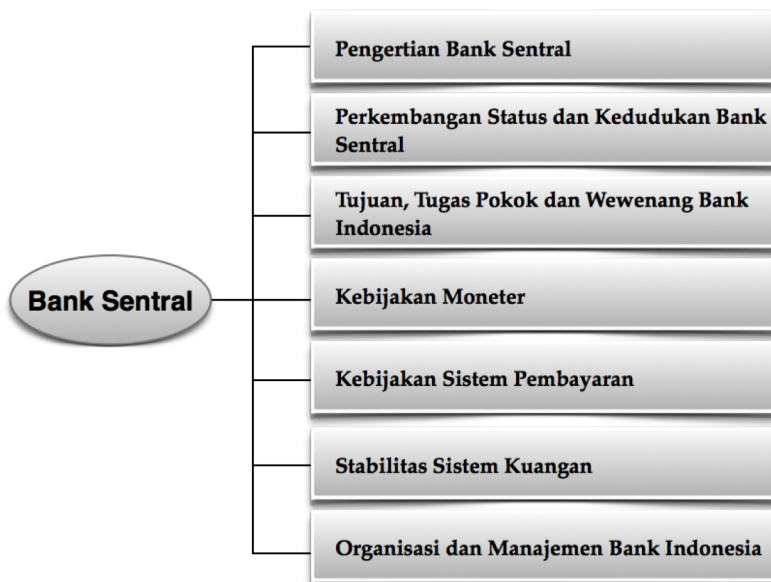 Bank Sentral
Pengertian Bank Sentral
Perkembangan Status dan Kedudukan Bank
Sentral
Tujuan, Tugas Pokok dan Wewenang Bank
Indonesia
Kebijakan Moneter
Kebijakan Sistem Pembayaran
Stabilitas Sistem Kuangan
Organisasi dan Manajemen Bank Indonesia